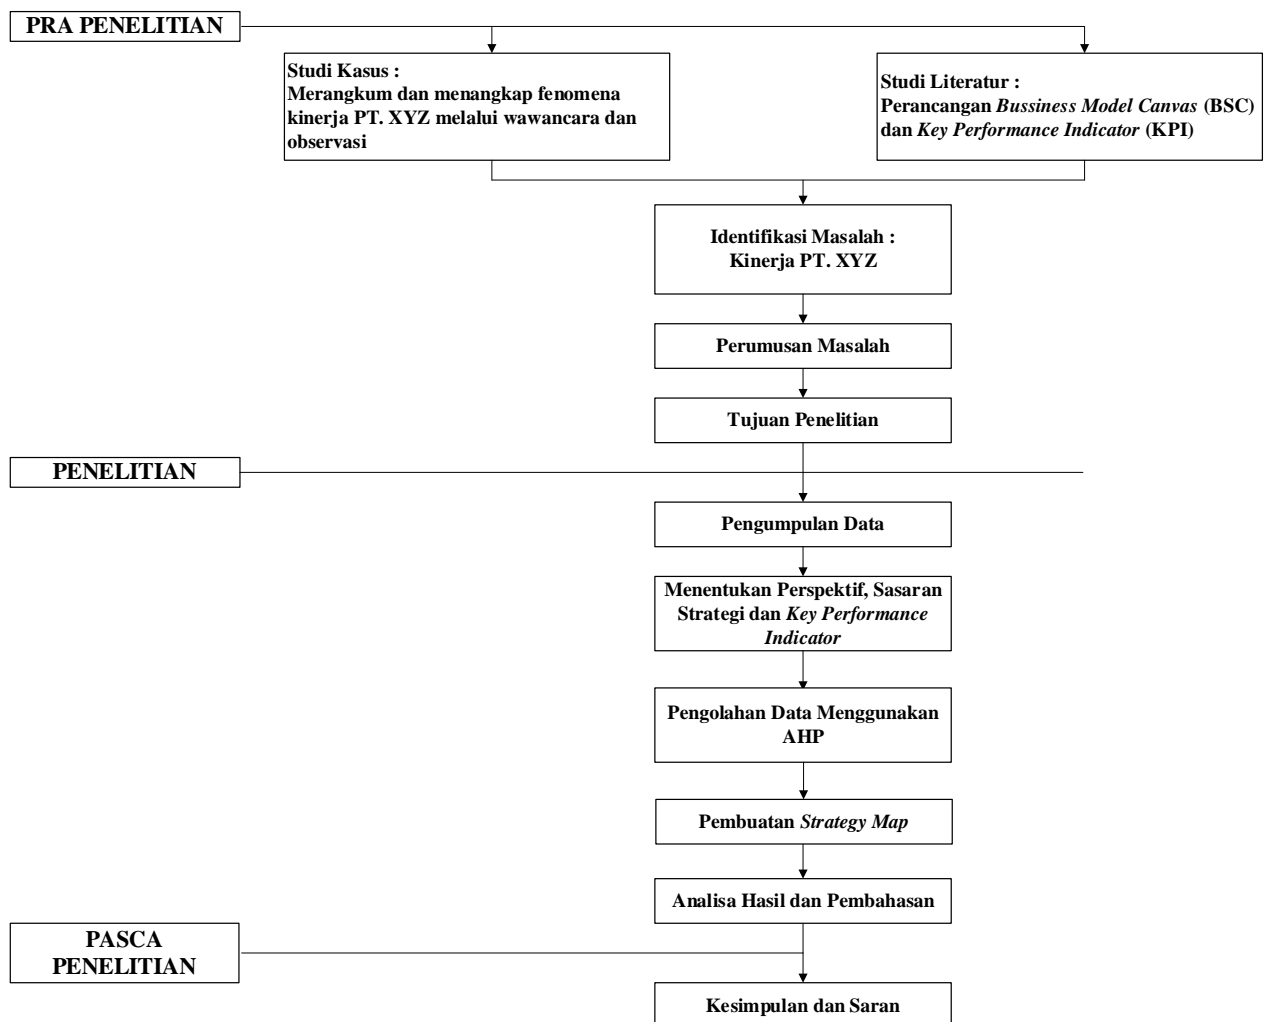 PRA PENELITIAN
Studi Kasus :
Merangkum dan menangkap fenomena
kinerja PT. XYZ melalui wawancara dan
observasi
Studi Literatur :
Perancangan Bussiness Model Canvas (BSC)
dan Key Performance Indicator (KPI)
Identifikasi Masalah :
Kinerja PT. XYZ
Perumusan Masalah
Tujuan Penelitian
PENELITIAN
Pengumpulan Data
Menentukan Perspektif, Sasaran
Strategi dan Key Performance
Indicator
Pengolahan Data Menggunakan
AHP
Pembuatan Strategy Map
Analisa Hasil dan Pembahasan
PASCA
PENELITIAN
Kesimpulan dan Saran